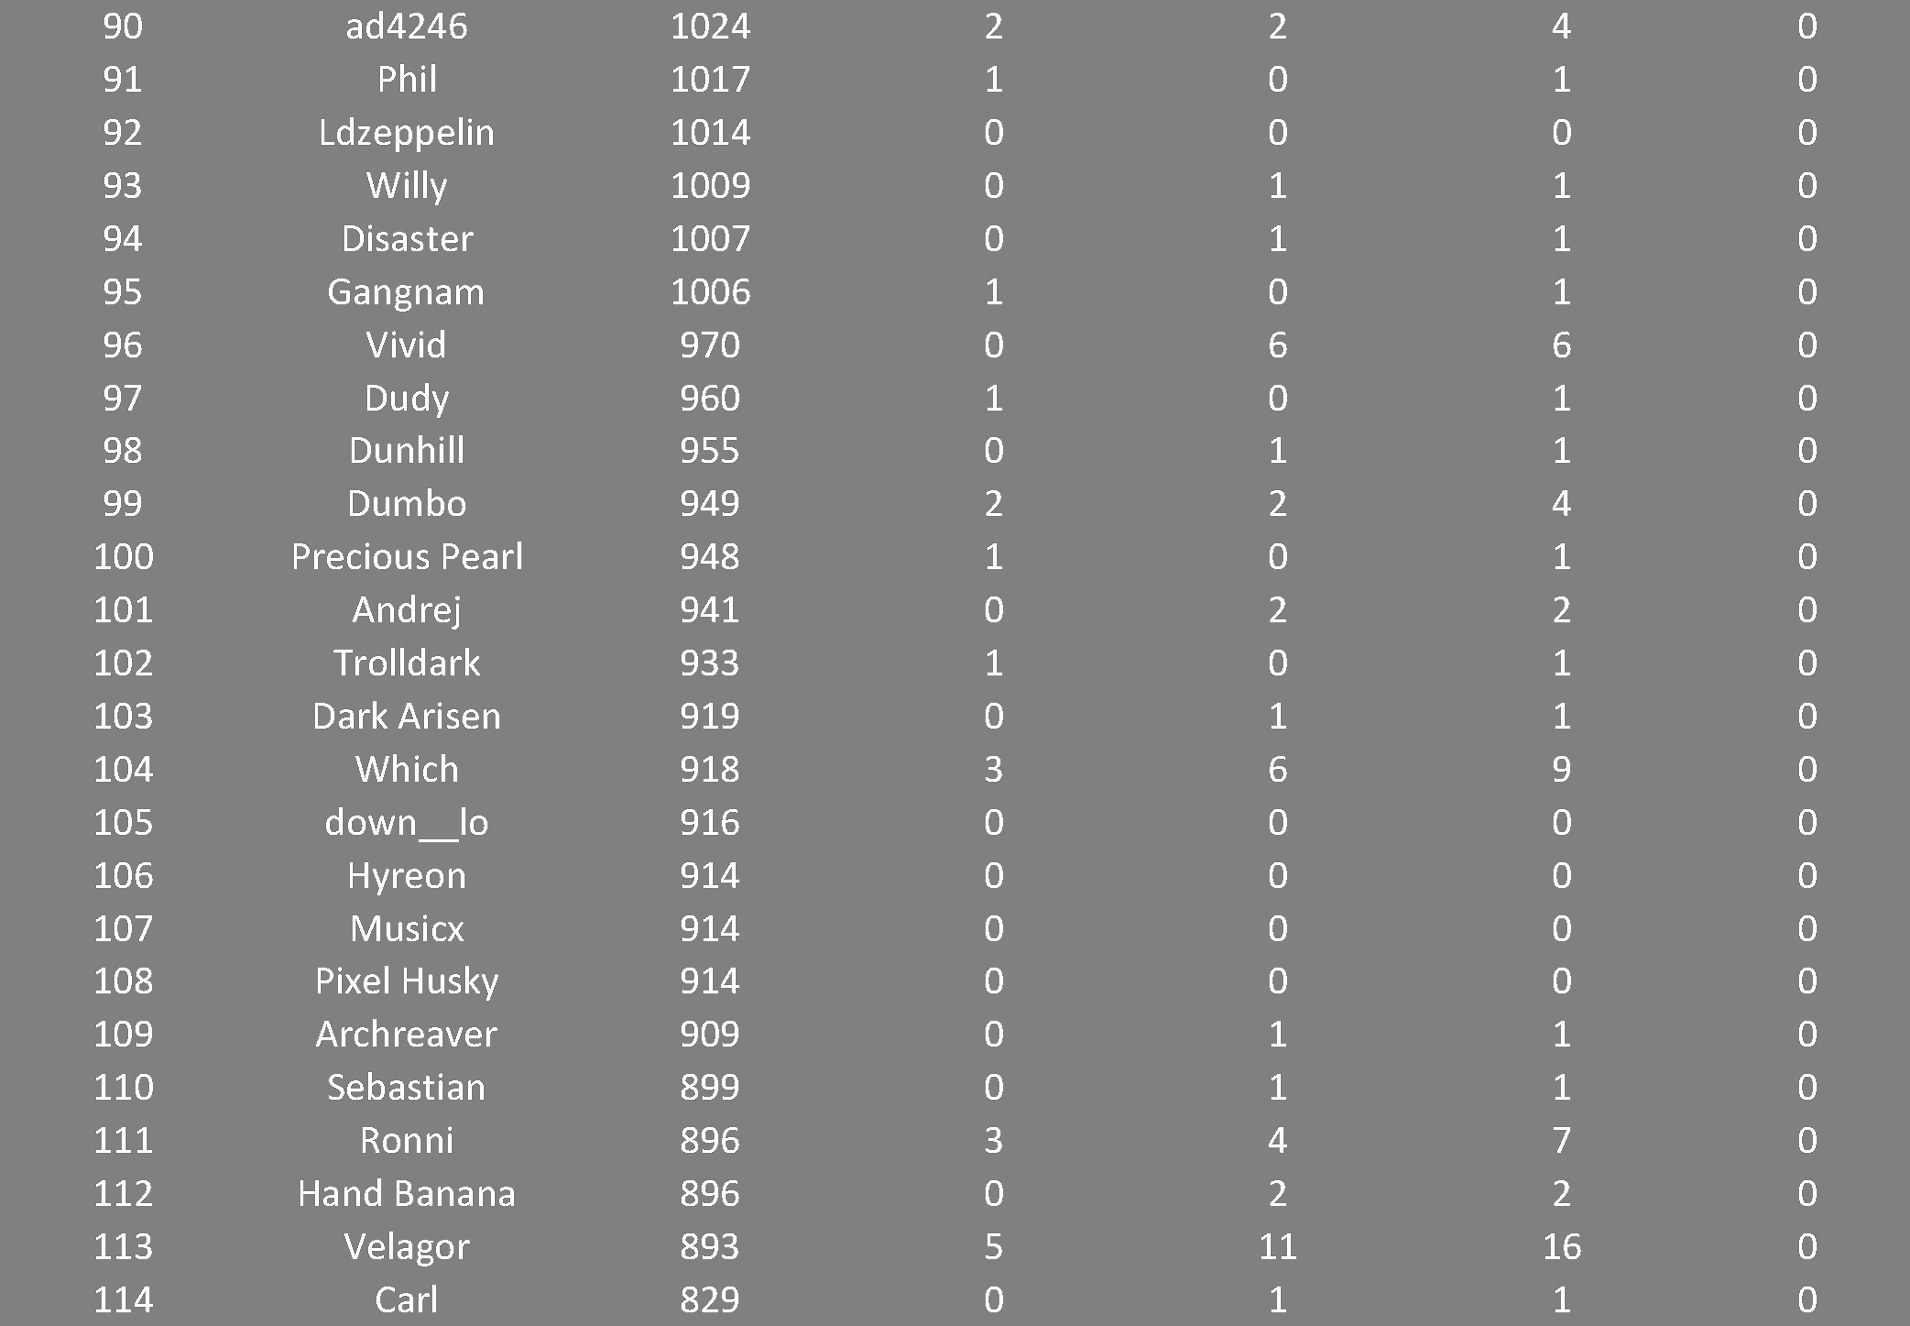 90 ad4246 1024 2 2 4 0
91 Phil 1017 1 0 1 0
92 Ldzeppelin 1014 0 0 0 0
93 Willy 1009 0 1 1 0
94 Disaster 1007 0 1 1 0
95 Gangnam 1006 1 0 1 0
96 Vivid 970 0 6 6 0
97 Dudy 960 1 0 1 0
98 Dunhill 955 0 1 1 0
99 Dumbo 949 2 2 4 0
100 Precious Pearl 948 1 0 1 0
101 Andrej 941 0 2 2 0
102 Trolldark 933 1 0 1 0
103 Dark Arisen 919 0 1 1 0
104 Which 918 3 6 9 0
105 down__lo 916 0 0 0 0
106 Hyreon 914 0 0 0 0
107 Musicx 914 0 0 0 0
108 Pixel Husky 914 0 0 0 0
109 Archreaver 909 0 1 1 0
110 Sebastian 899 0 1 1 0
111 Ronni 896 3 4 7 0
112 Hand Banana 896 0 2 2 0
113 Velagor 893 5 11 16 0
114 Carl 829 0 1 1 0